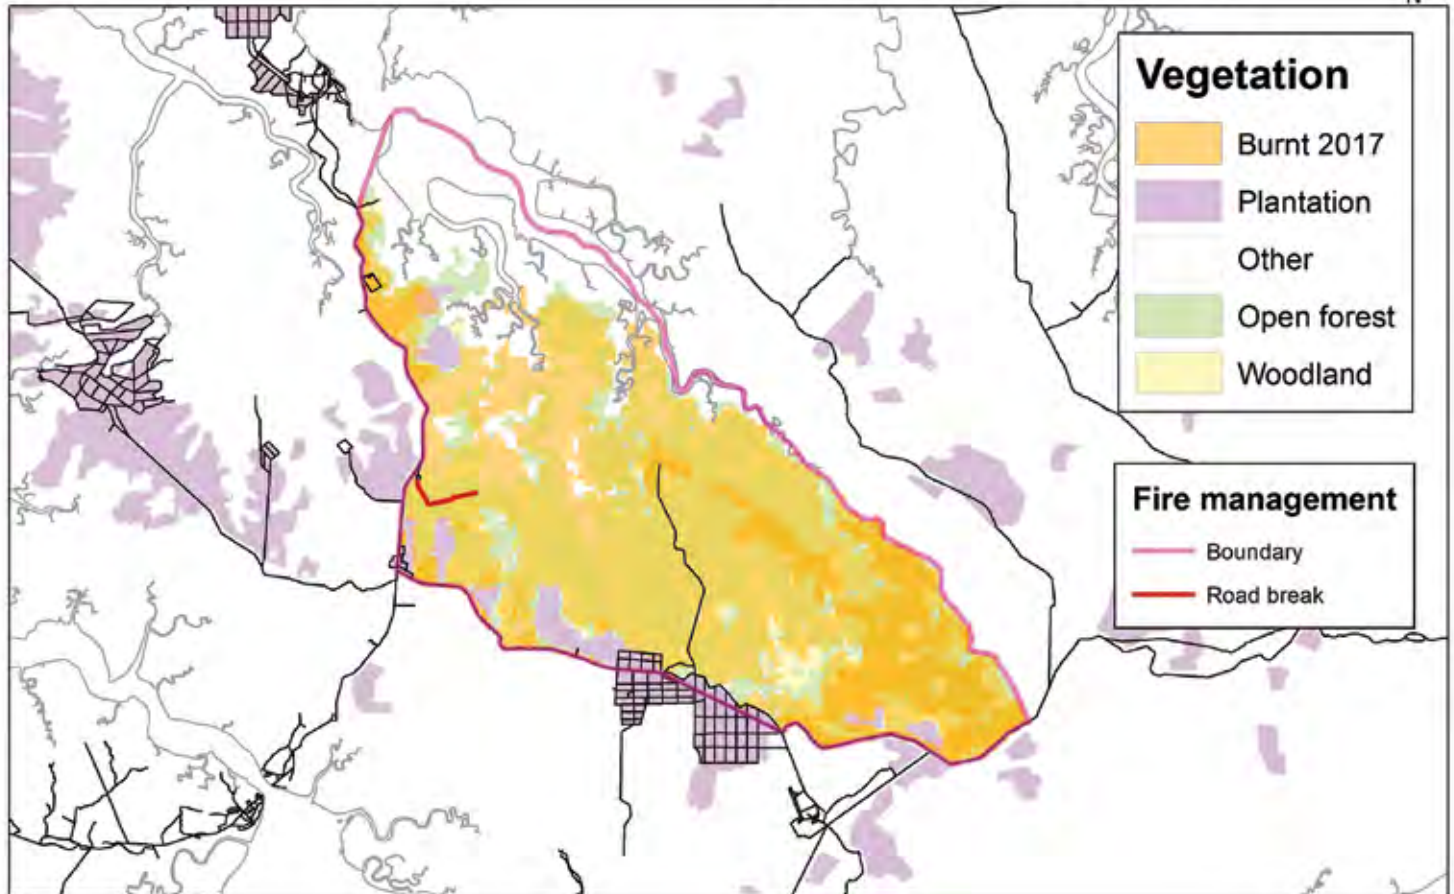 Vegetation
Burnt 2017
Plantation
Other
Open forest
Woodland
Fire management
Boundary
Road break